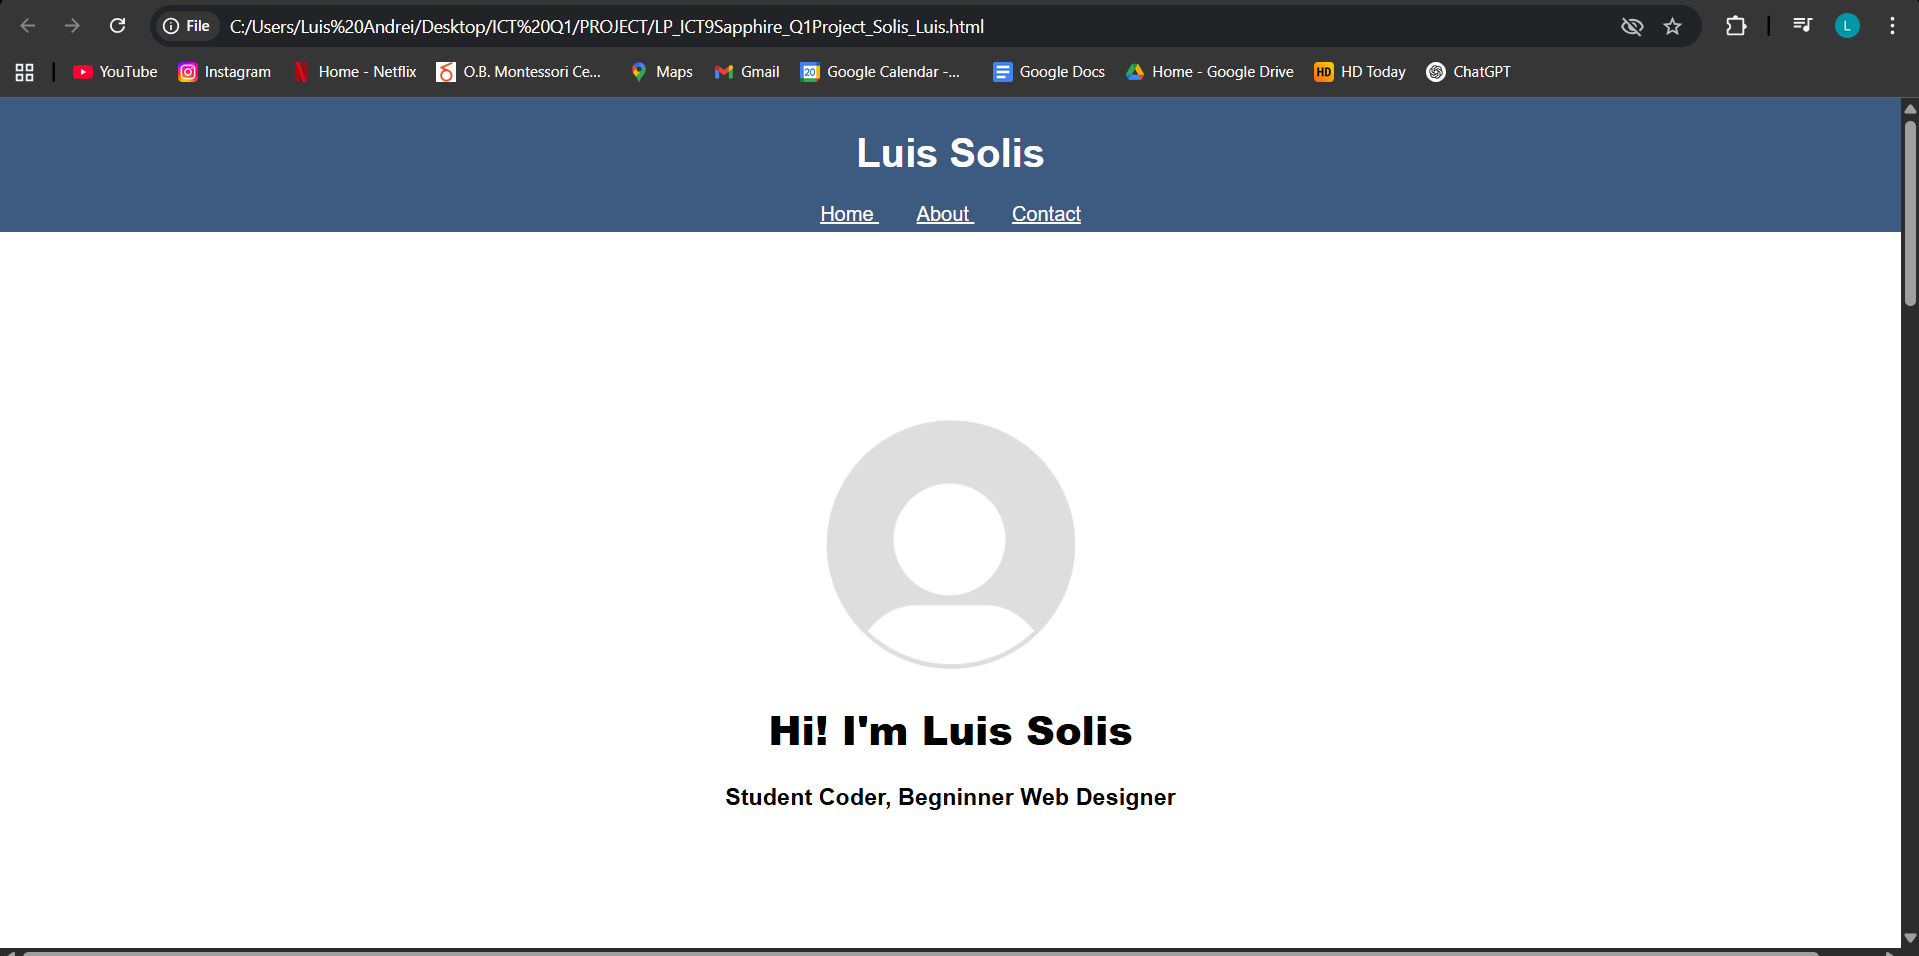 File C:/Users/Luis%20Andrei/Desktop/ICT%20Q1/PROJECT/LP_ICT9Sapphire_Q1Project_Solis_Luis.html L
YouTube Instagram Home - Netflix O.B. Montessori Ce... Maps Gmail 20 Google Calendar -... Google Docs Home - Google Drive HD HD Today ChatGPT
Luis Solis
Home About Contact
Hi! I'm Luis Solis
Student Coder, Begninner Web Designer